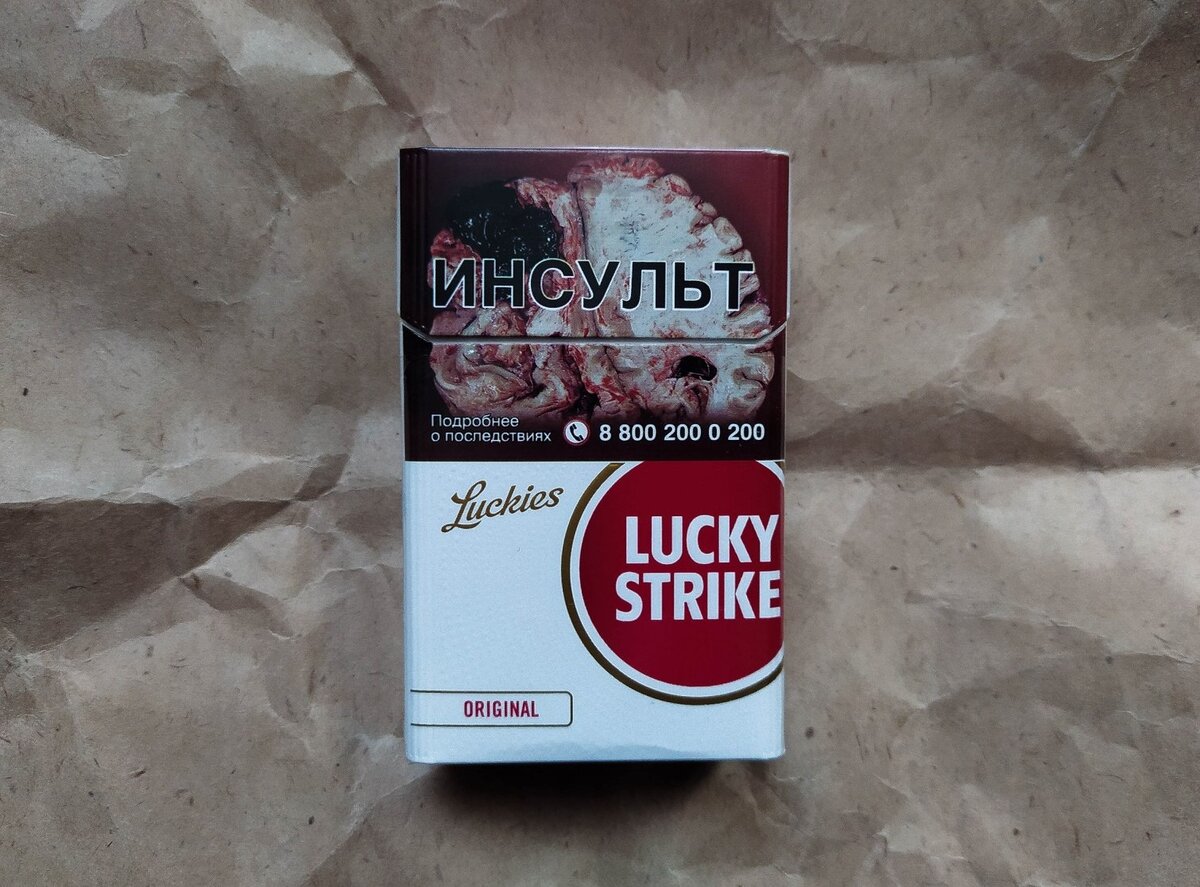 ИНСУЛЬТ
Подробнее
о последствиях 8 800 200 0 200
Luckies
LUCKY
STRIKE
ORIGINAL